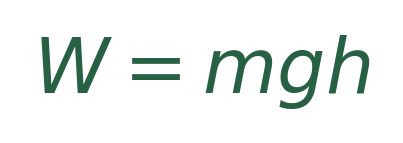 W = mgh